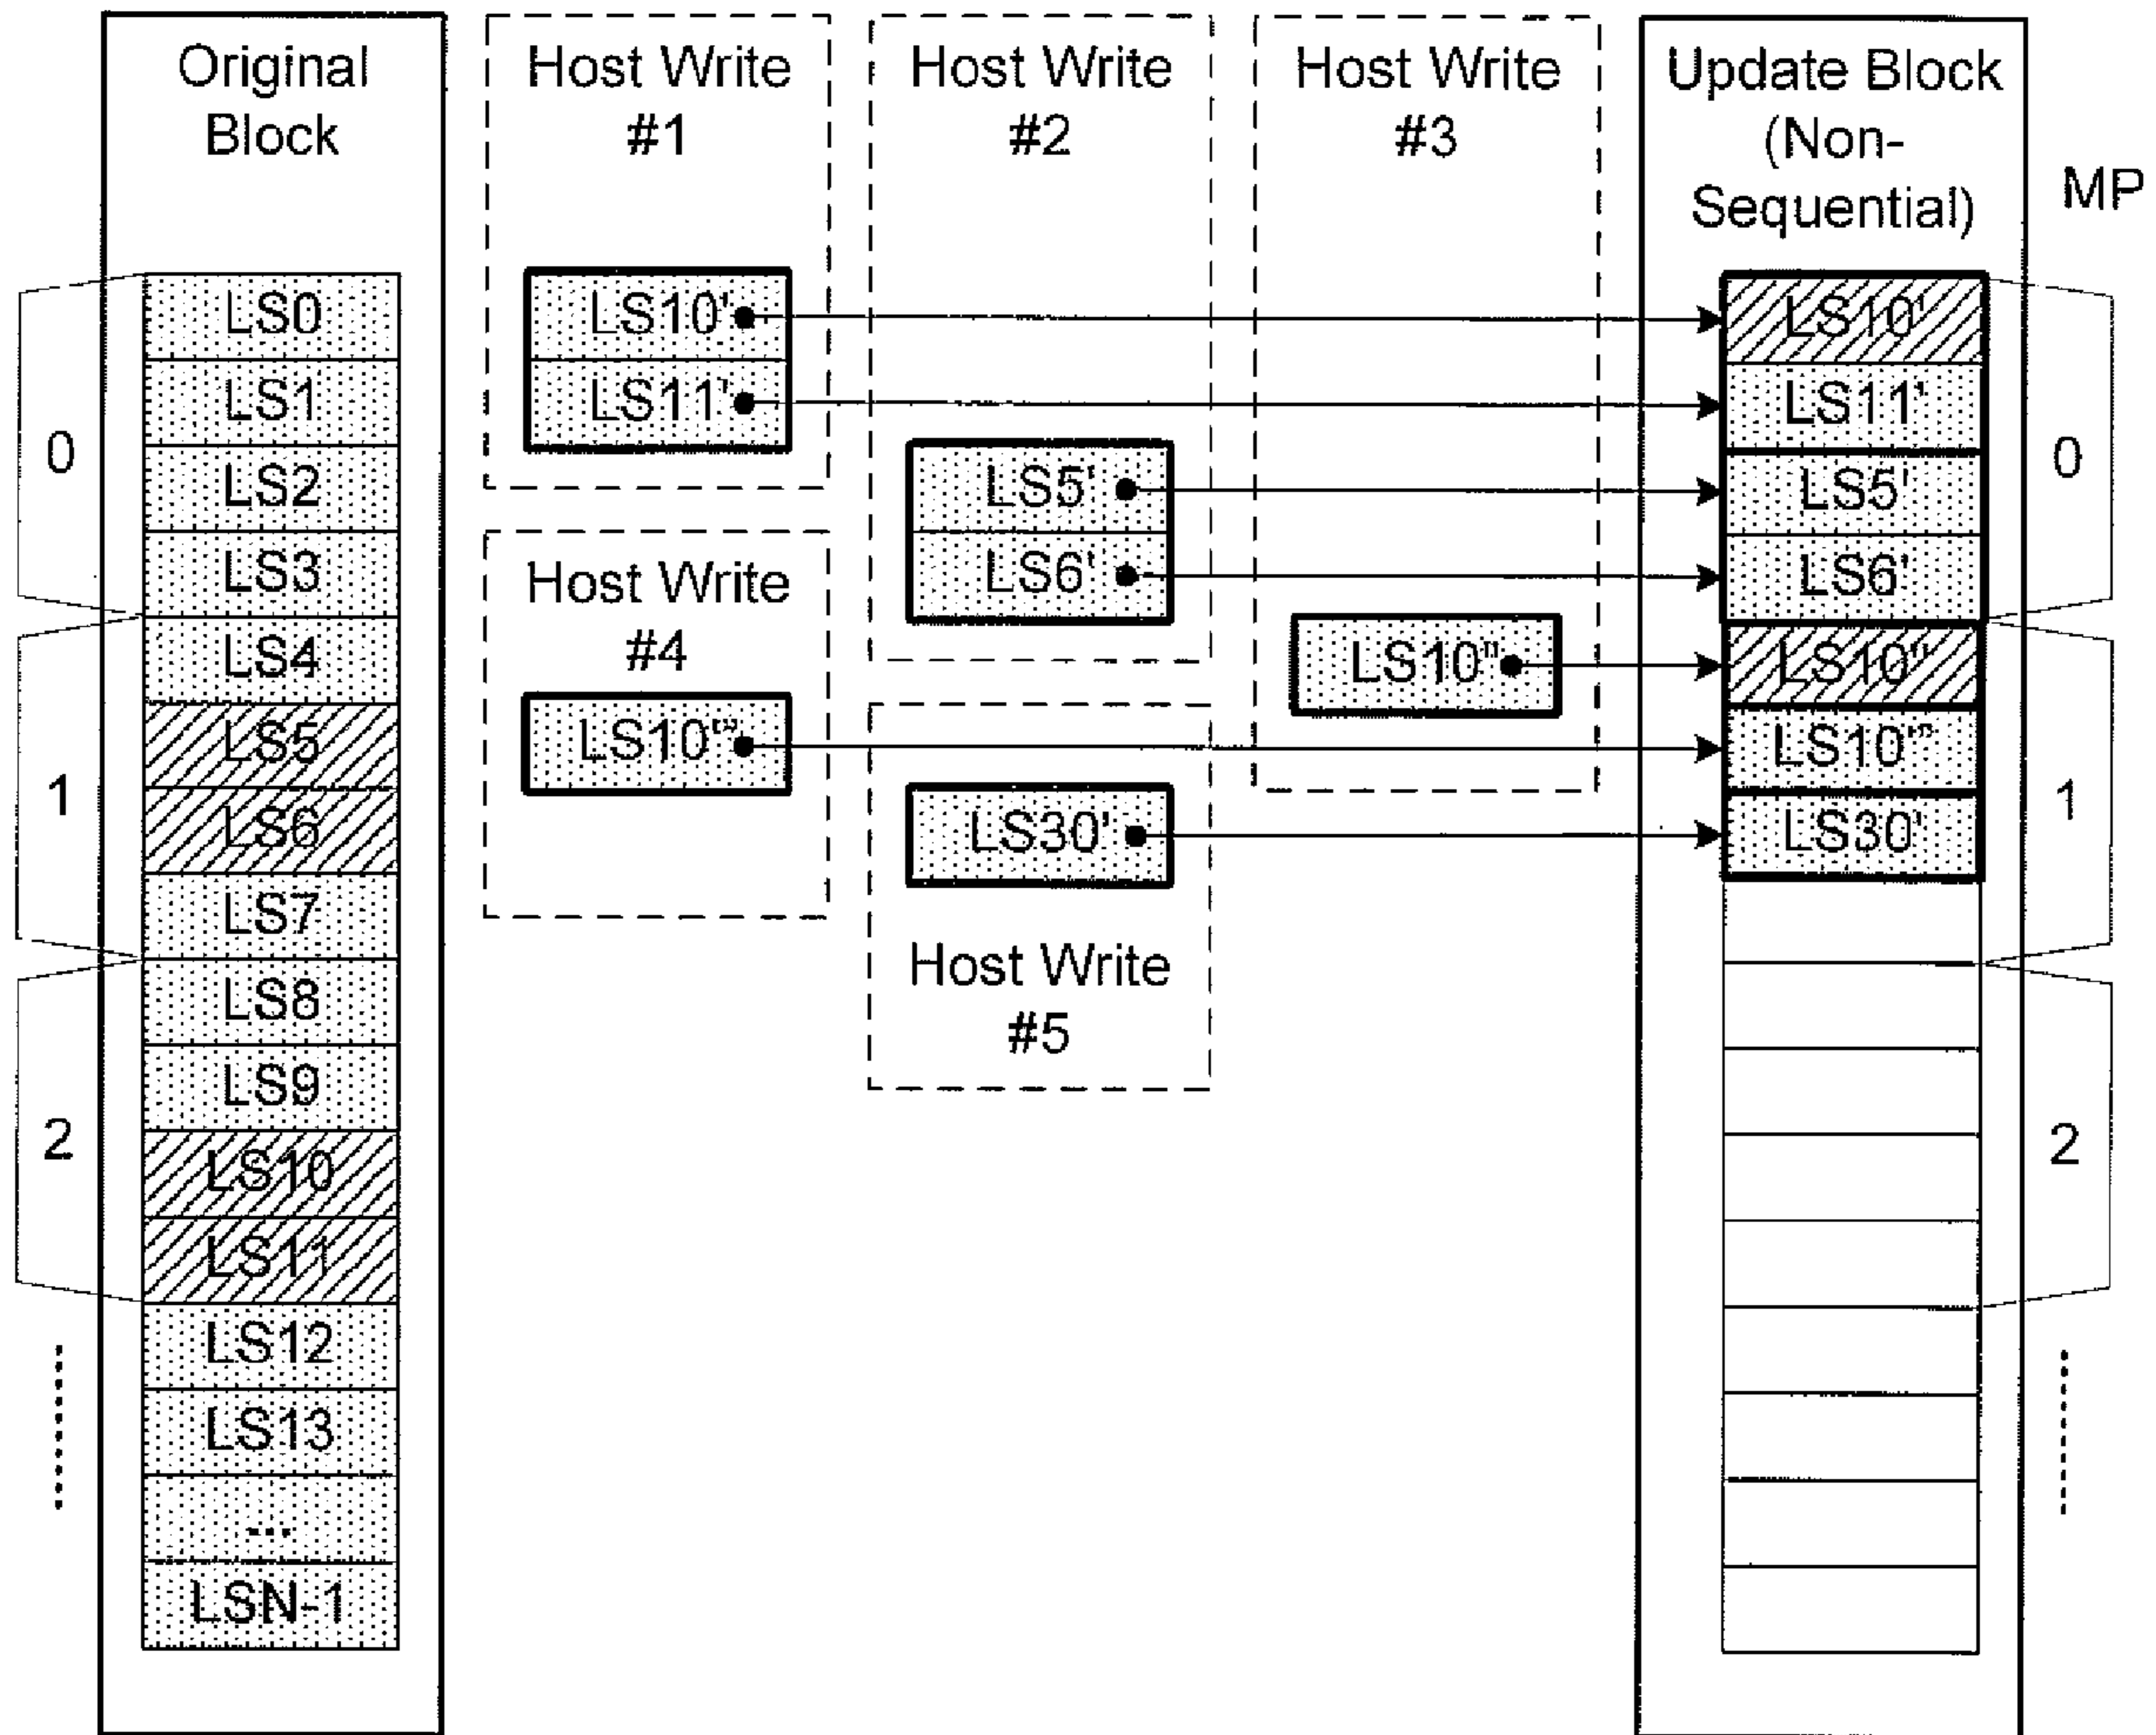 Original
Block
0
1
2
LS0
LS1
LS2
LS3
LS4
LS5
LS6
LS7
LS8
LS9
LS10
LS11
LS12
LS13
...
LSN-1
Host Write
#1
LS10'
LS11'
Host Write
#2
LS5'
LS6'
Host Write
#3
LS10"
Host Write
#4
LS10'"
LS30'
Host Write
#5
Update Block
(Non-
Sequential)
LS10'
LS11'
LS5'
LS6'
LS10"
LS10'"
LS30'
MP
0
1
2